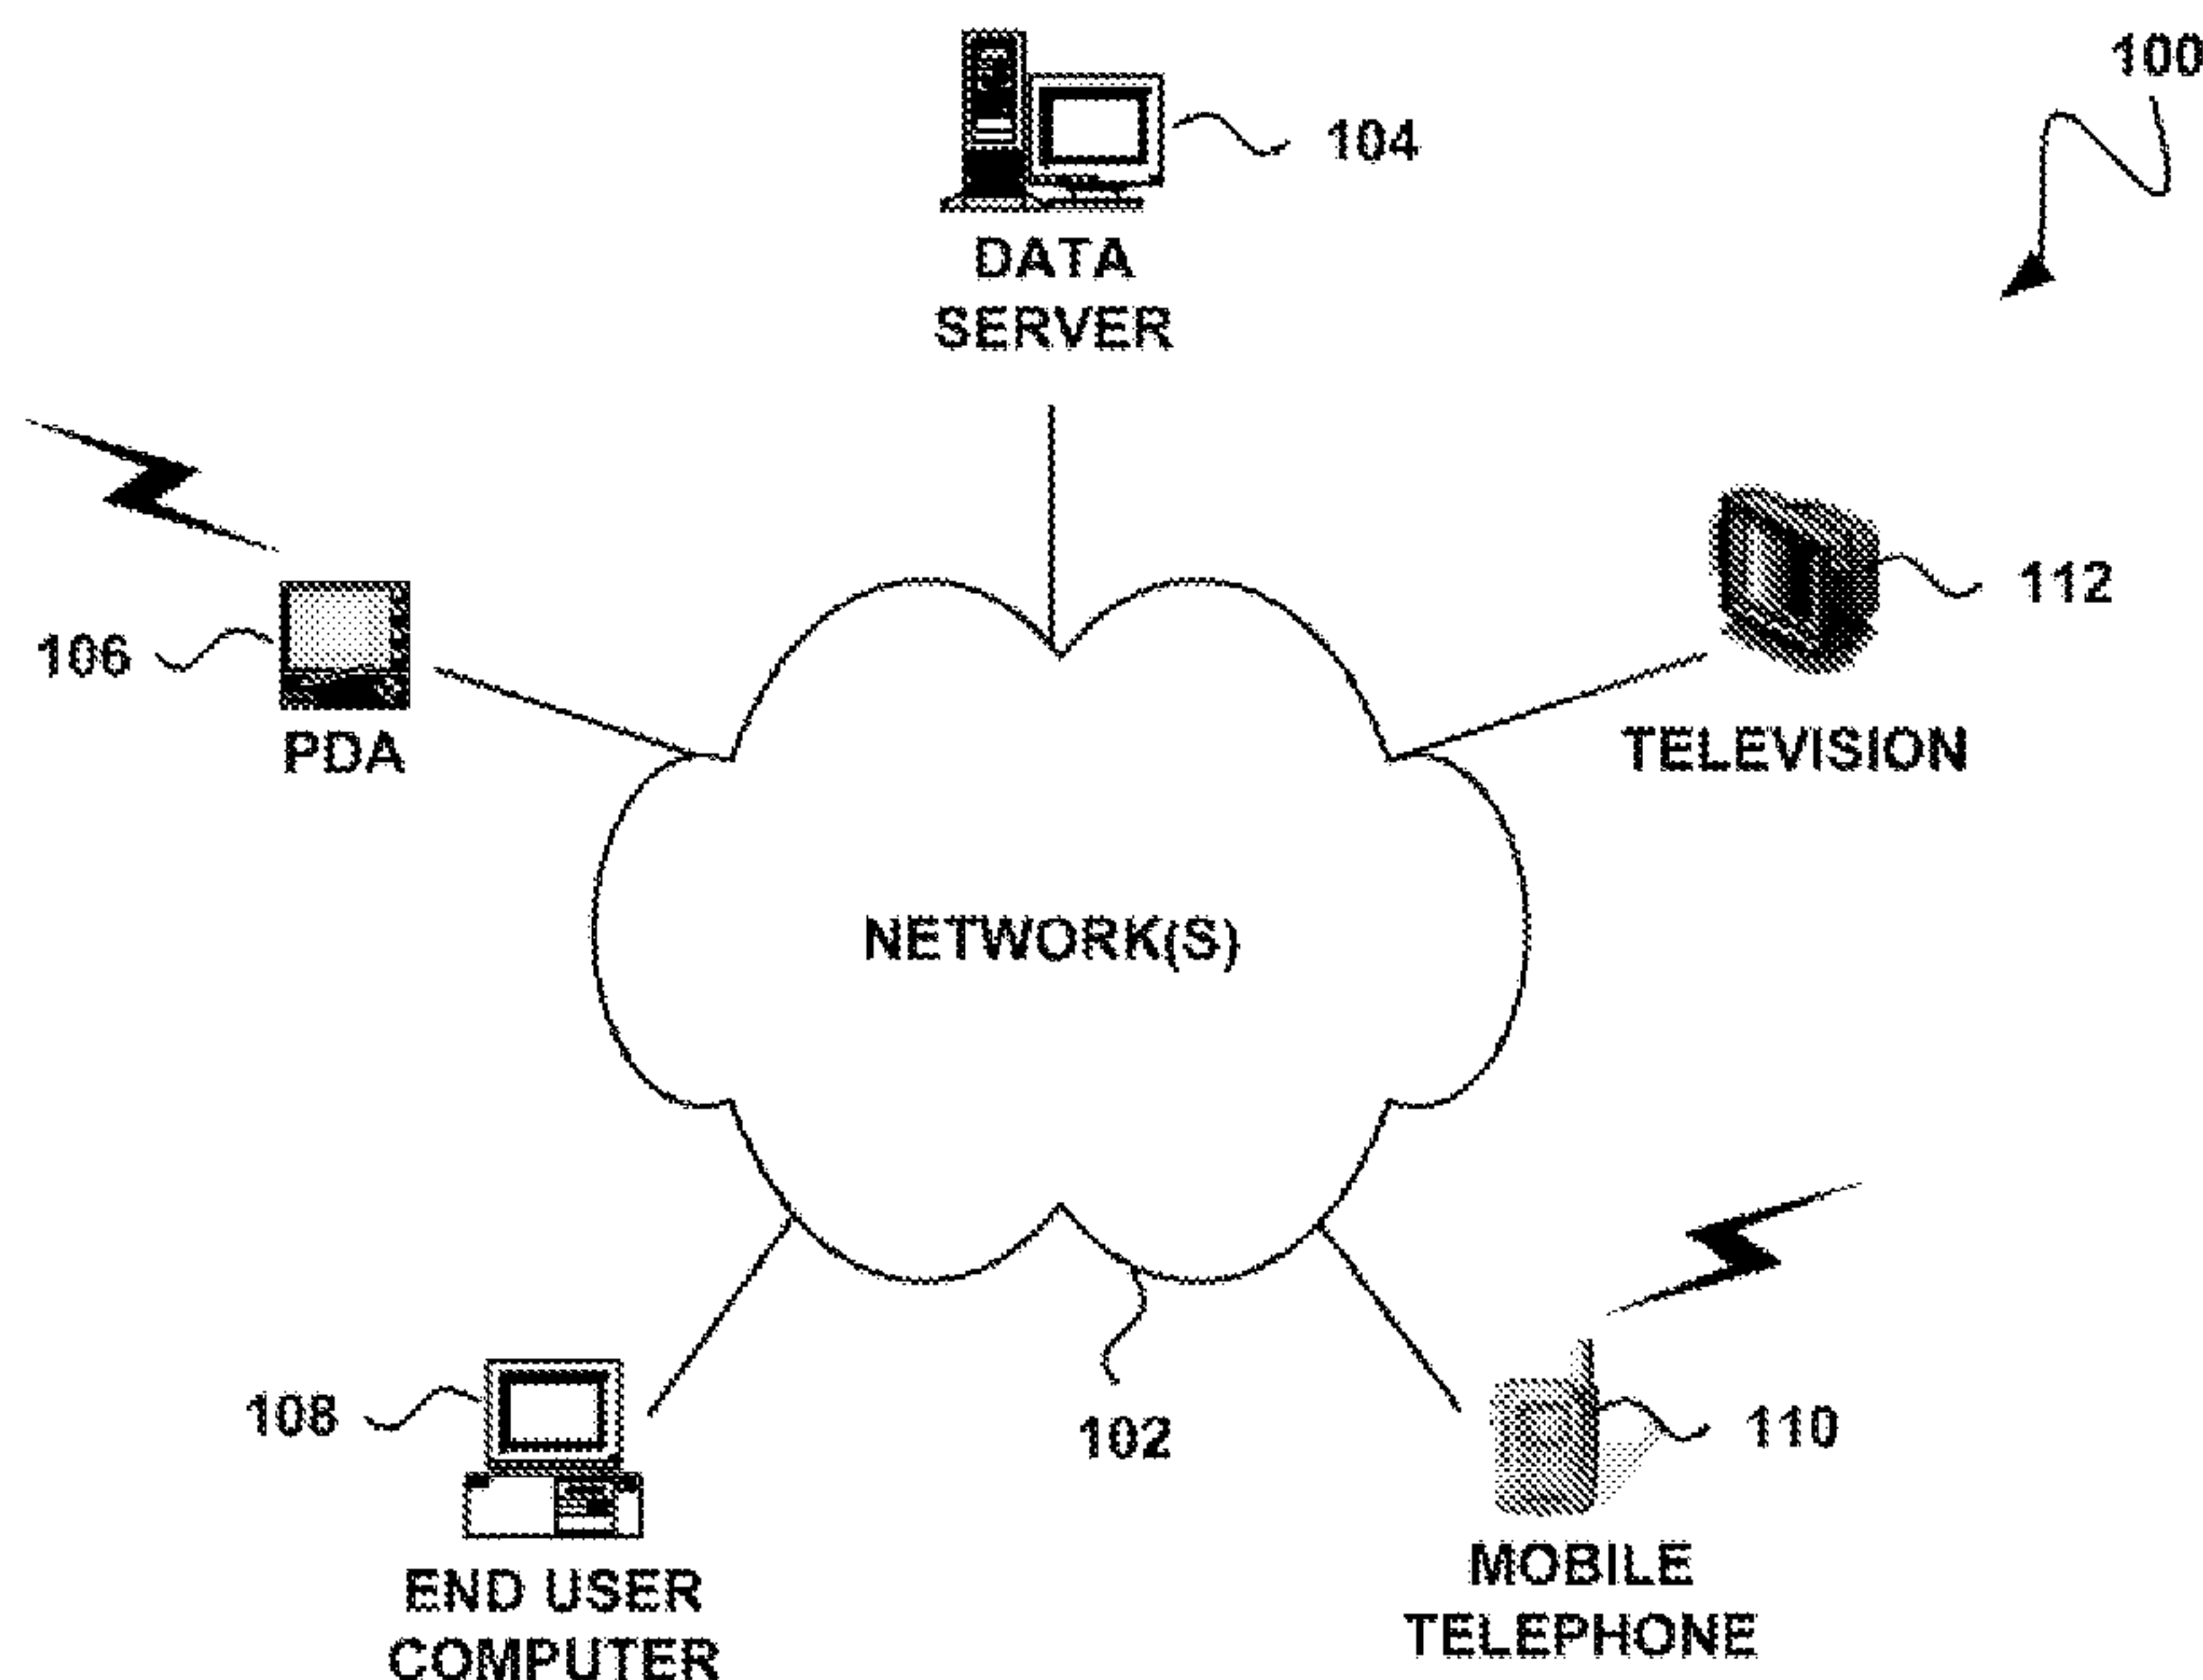 100
104
DATA
SERVER
112
106
PDA
TELEVISION
NETWORK(S)
108
102
110
END USER
COMPUTER
MOBILE
TELEPHONE